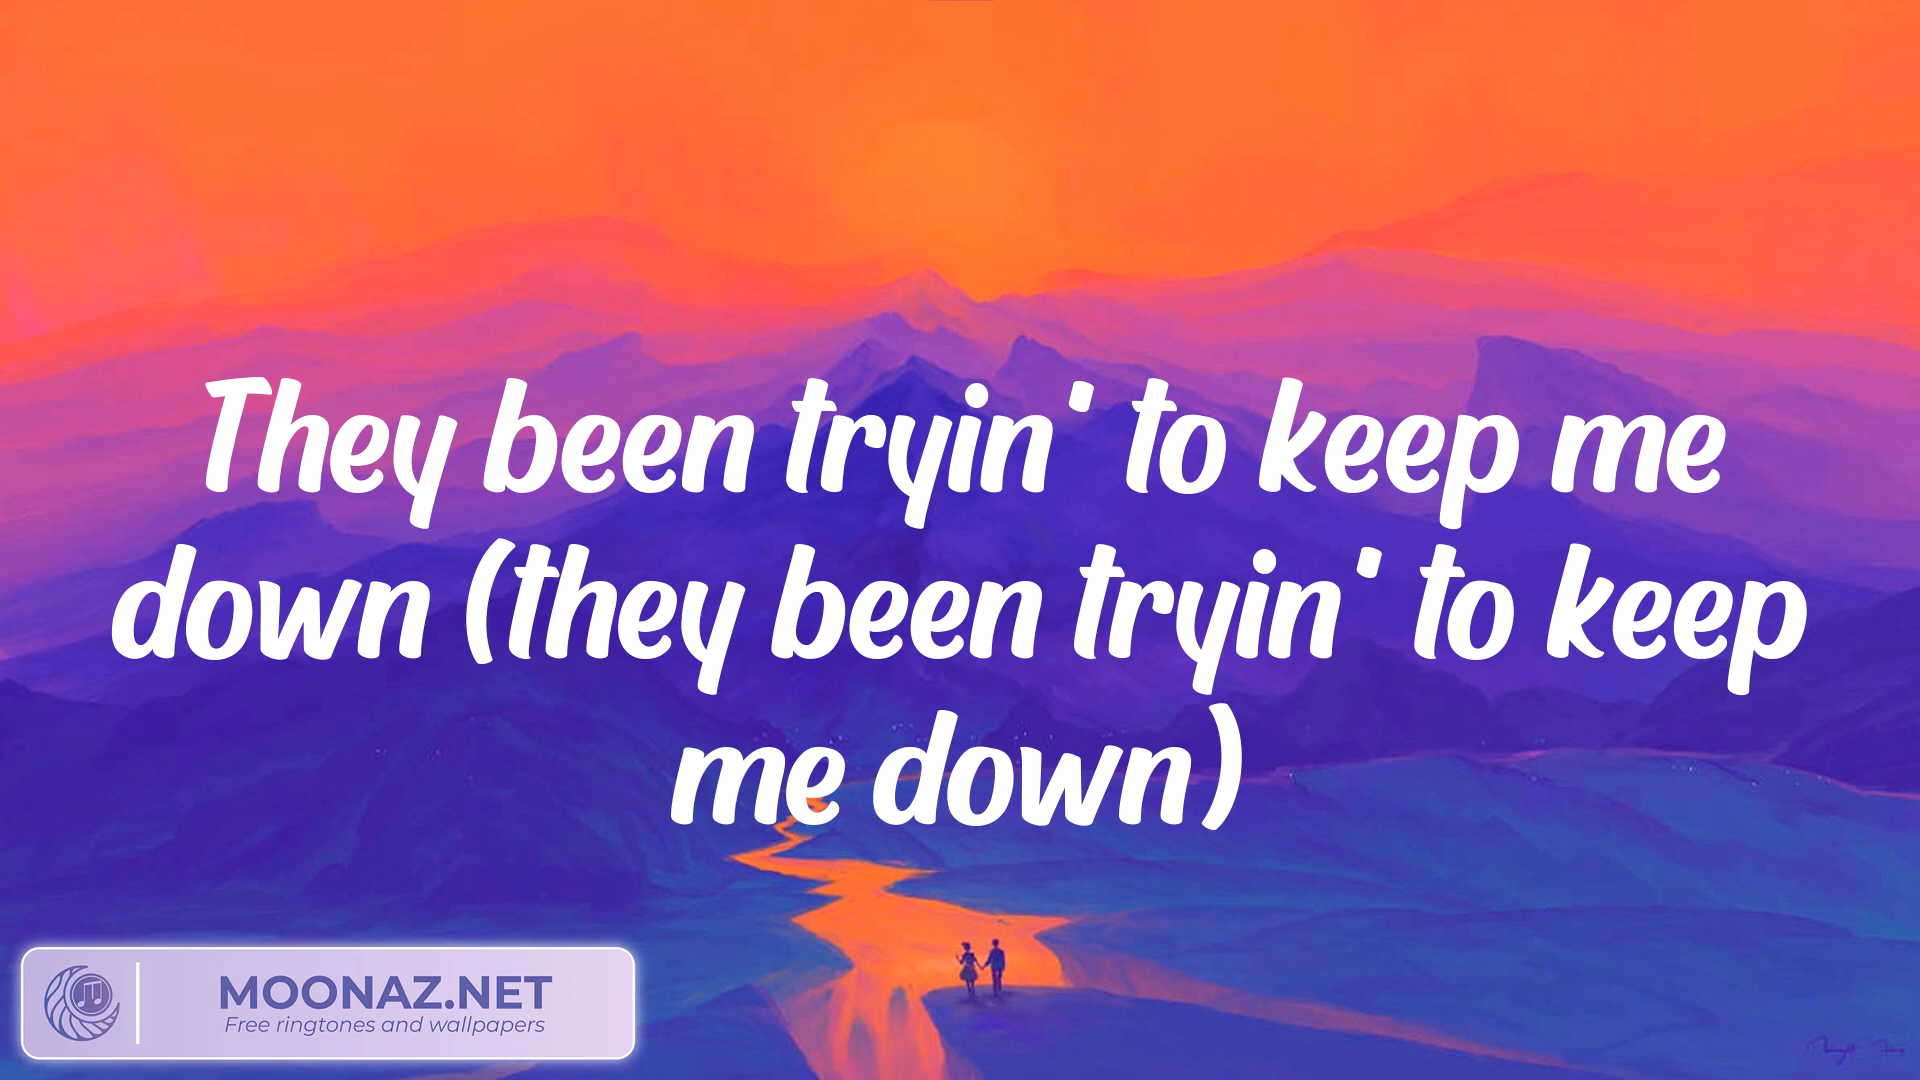 They been tryin' to keep me
down (they been tryin' to keep
me down)
MOONAZ.NET
Free ringtones and wallpapers